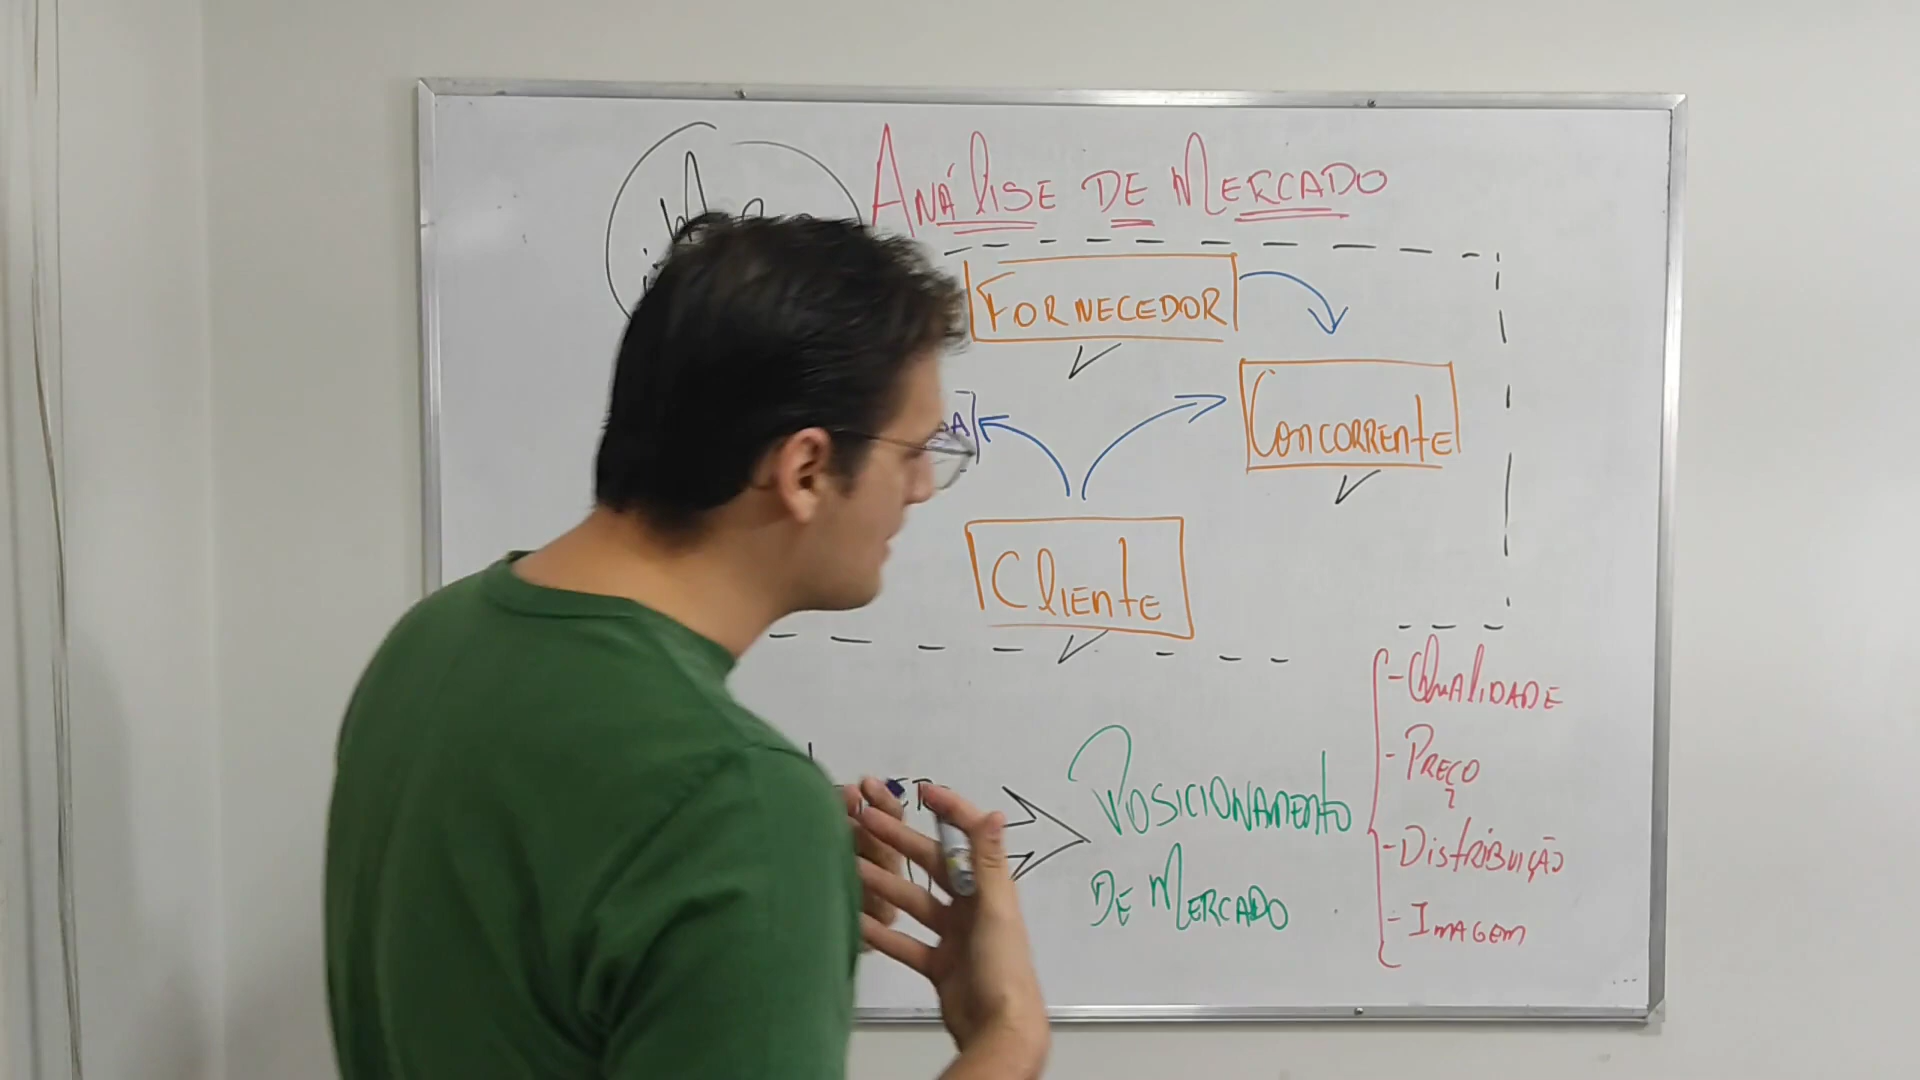 Análise de Mercado
Fornecedor
Concorrente
Cliente
Posicionamento
de Mercado
- Qualidade
- Preço
- Distribuição
- Imagem